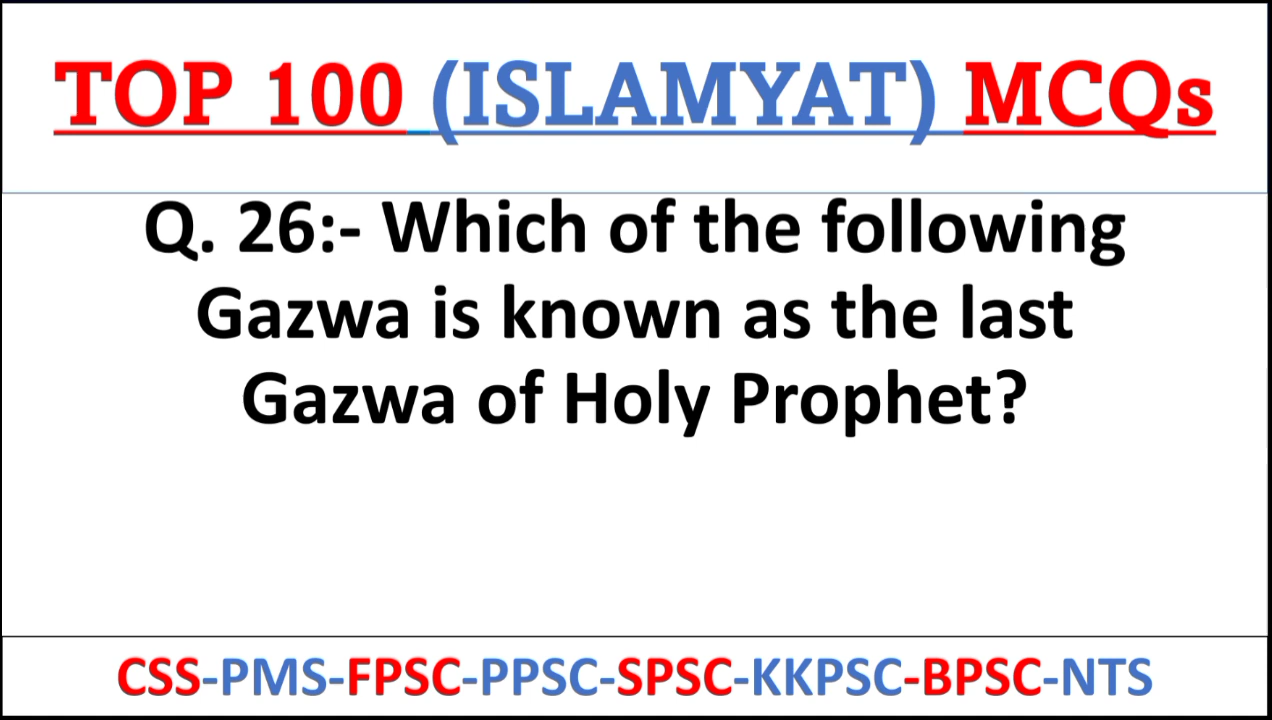 TOP 100 (ISLAMYAT) MCQs
Q. 26:- Which of the following
Gazwa is known as the last
Gazwa of Holy Prophet?
CSS-PMS-FPSC-PPSC-SPSC-KKPSC-BPSC-NTS